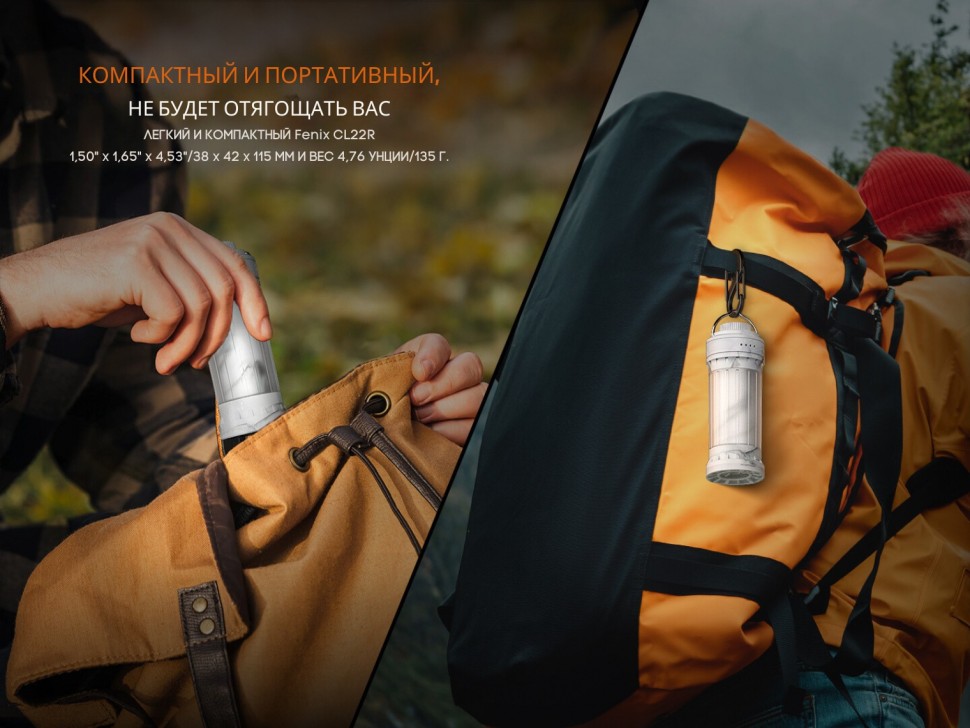 КОМПАКТНЫЙ И ПОРТАТИВНЫЙ,
НЕ БУДЕТ ОТЯГОЩАТЬ ВАС
ЛЕГКИЙ И КОМПАКТНЫЙ Fenix CL22R
1,50" x 1,65" x 4,53"/38 x 42 x 115 ММ И ВЕС 4,76 УНЦИИ/135 Г.